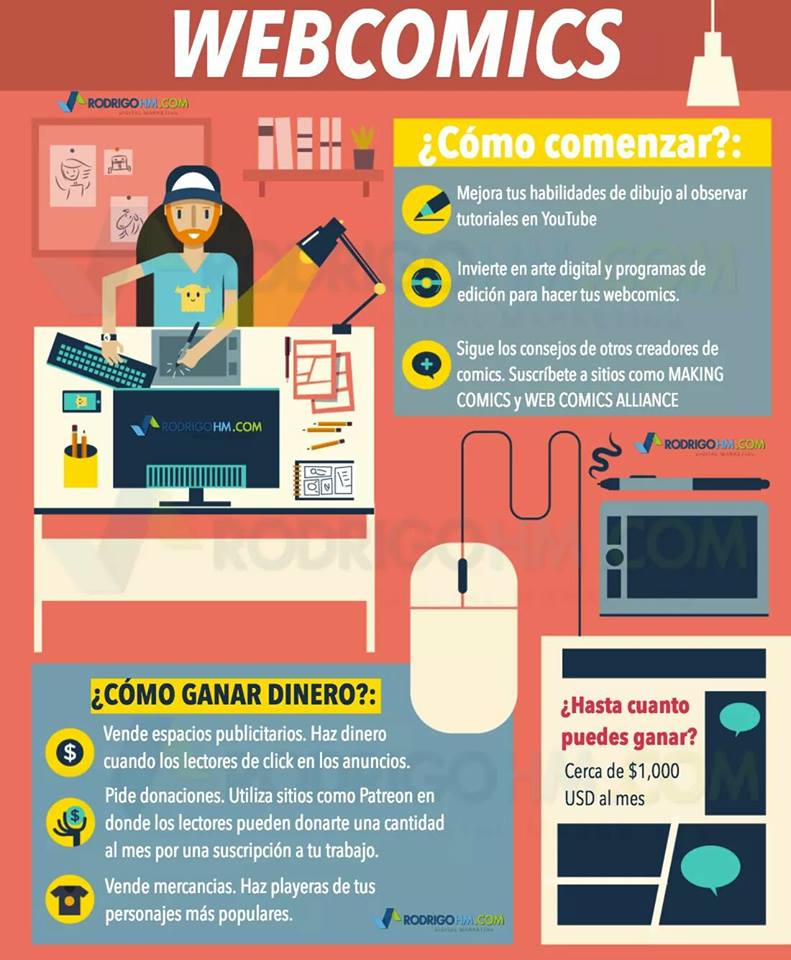 WEBCOMICS
RODRIGOHM.COM
DIGITAL MARKETING
¿Cómo comenzar?:
Mejora tus habilidades de dibujo al observar
tutoriales en YouTube
Invierte en arte digital y programas de
edición para hacer tus webcomics.
Sigue los consejos de otros creadores de
comics. Suscríbete a sitios como MAKING
COMICS y WEB COMICS ALLIANCE
RODRIGOHM.COM
RODRIGOHM.COM
DIGITAL MARKETING
RODRIGOHM.COM
¿CÓMO GANAR DINERO?:
$
Vende espacios publicitarios. Haz dinero
cuando los lectores de click en los anuncios.
$
Pide donaciones. Utiliza sitios como Patreon en
donde los lectores pueden donarte una cantidad
al mes por una suscripción a tu trabajo.
Vende mercancias. Haz playeras de tus
personajes más populares.
RODRIGOHM.COM
DIGITAL MARKETING
¿Hasta cuanto
puedes ganar?
Cerca de $1,000
USD al mes